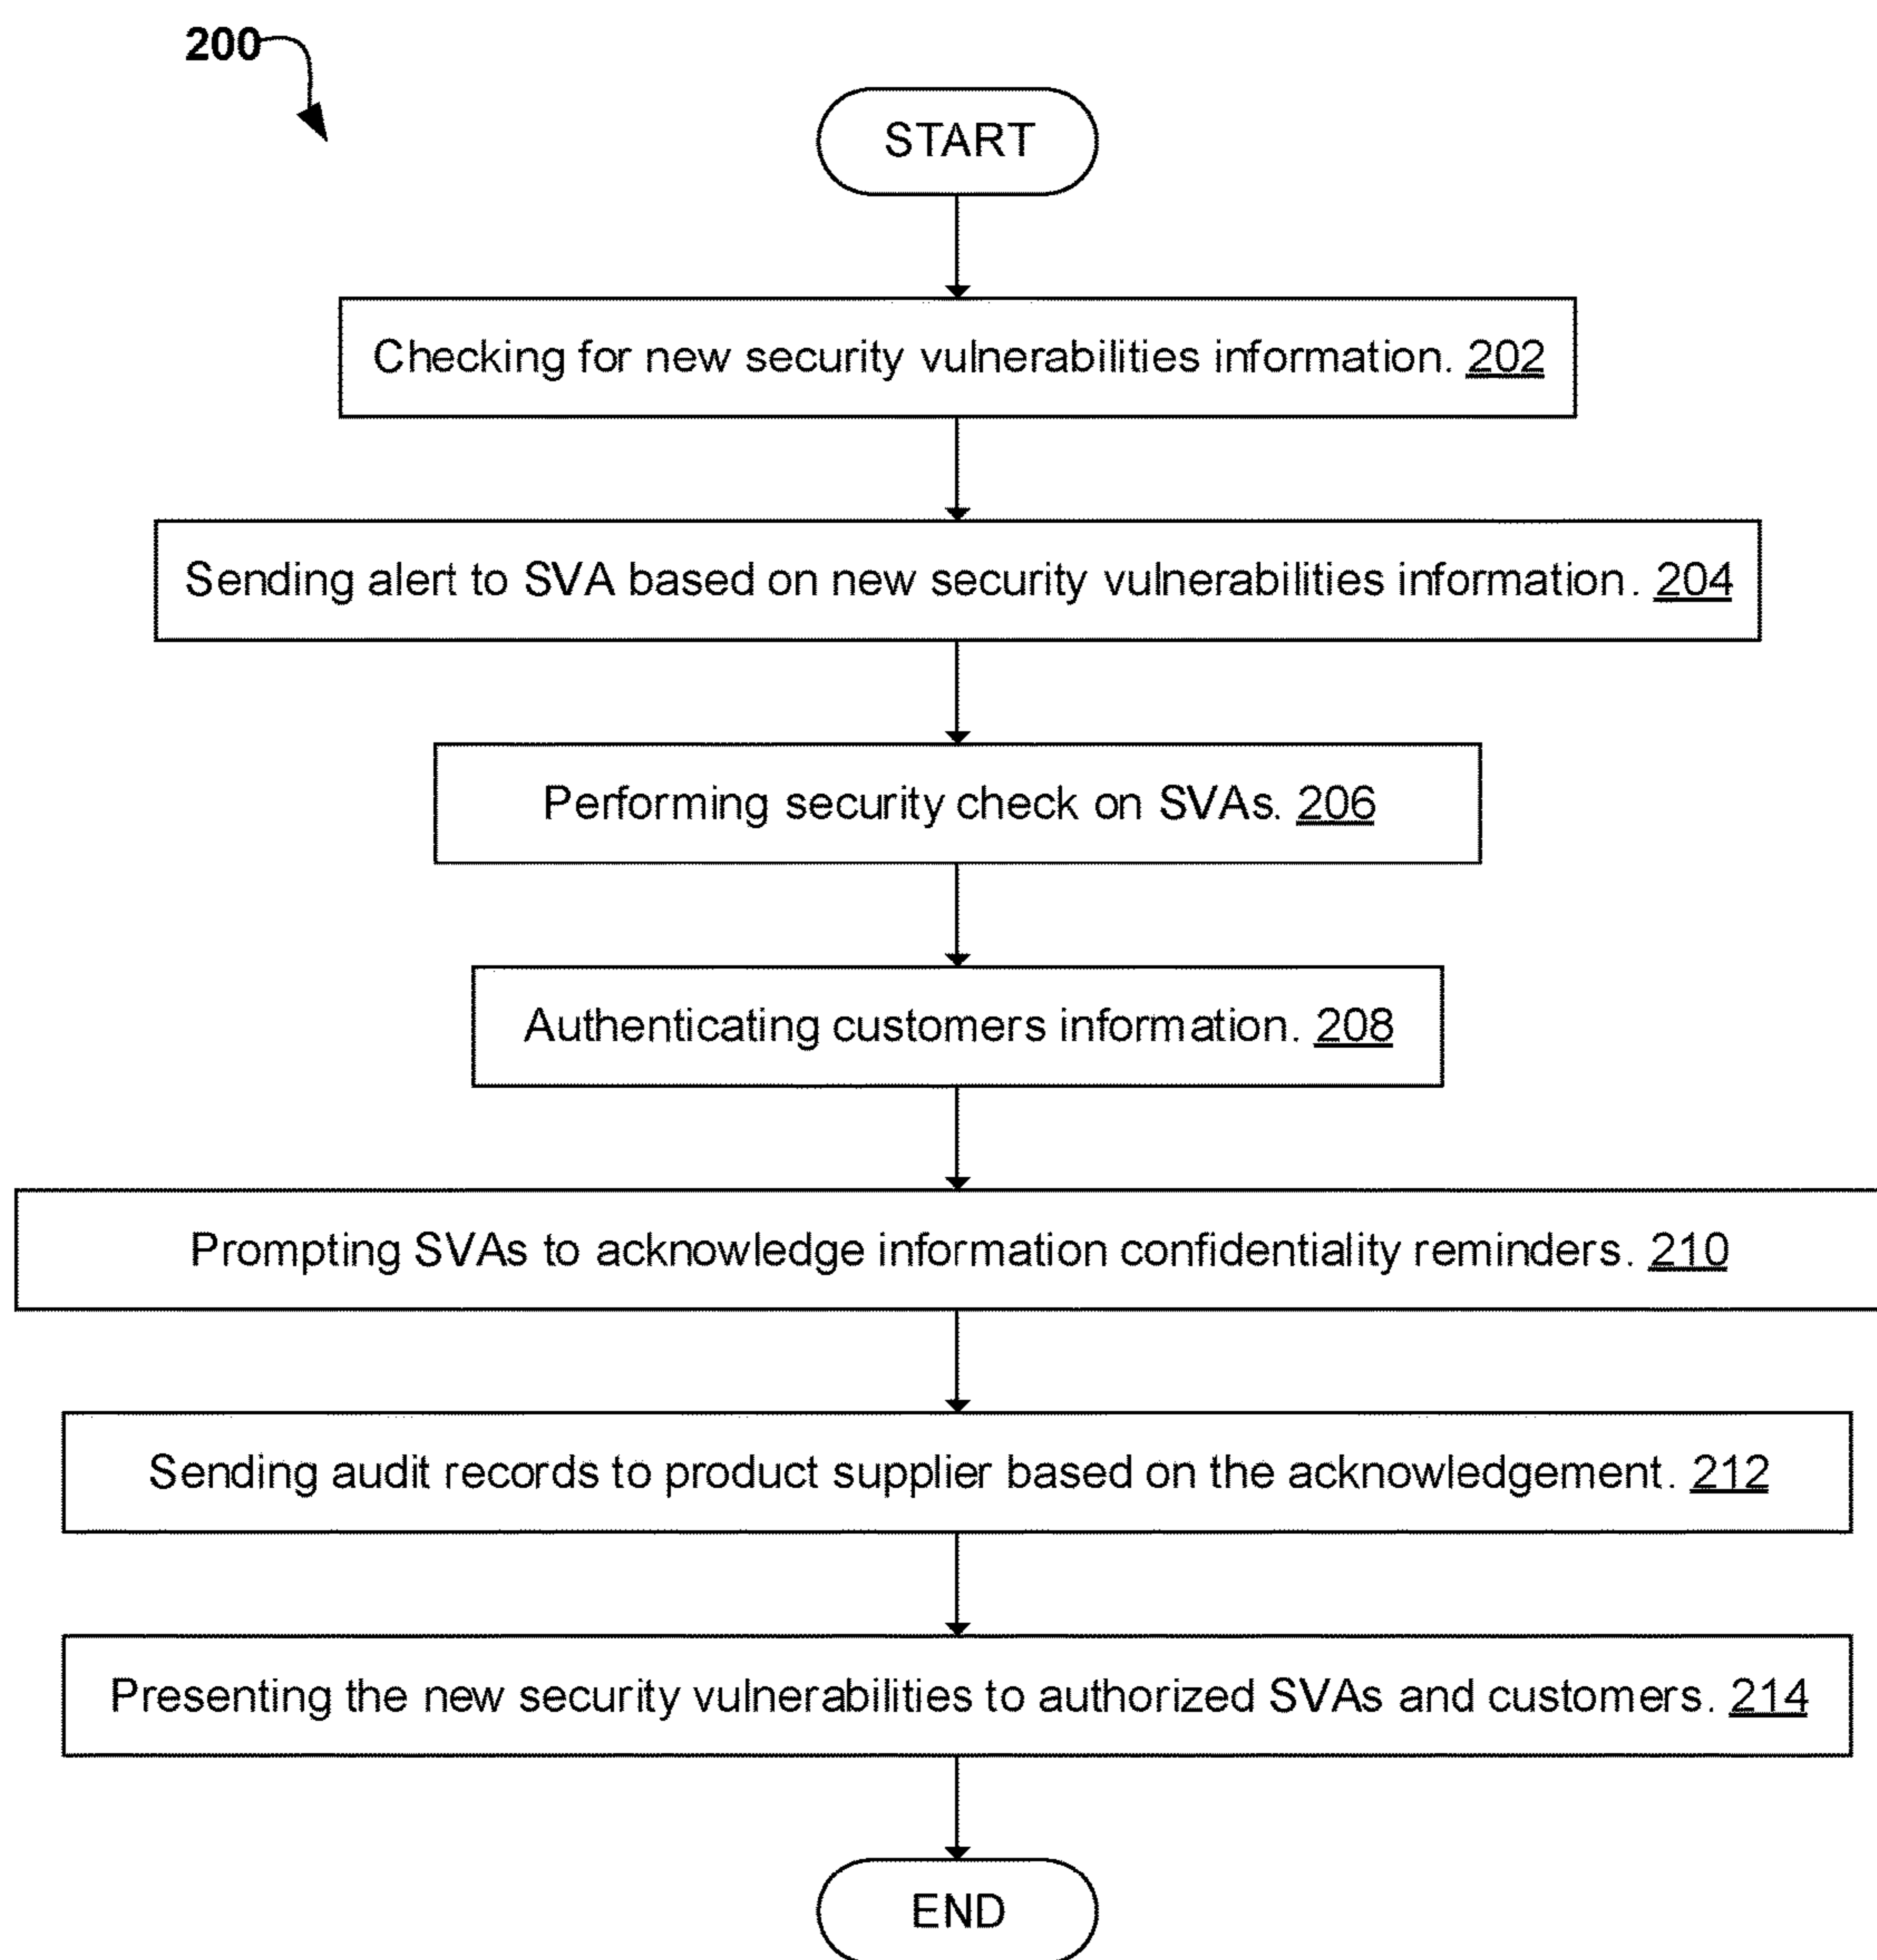 200
START
Checking for new security vulnerabilities information. 202
Sending alert to SVA based on new security vulnerabilities information. 204
Performing security check on SVAs. 206
Authenticating customers information. 208
Prompting SVAs to acknowledge information confidentiality reminders. 210
Sending audit records to product supplier based on the acknowledgement. 212
Presenting the new security vulnerabilities to authorized SVAs and customers. 214
END